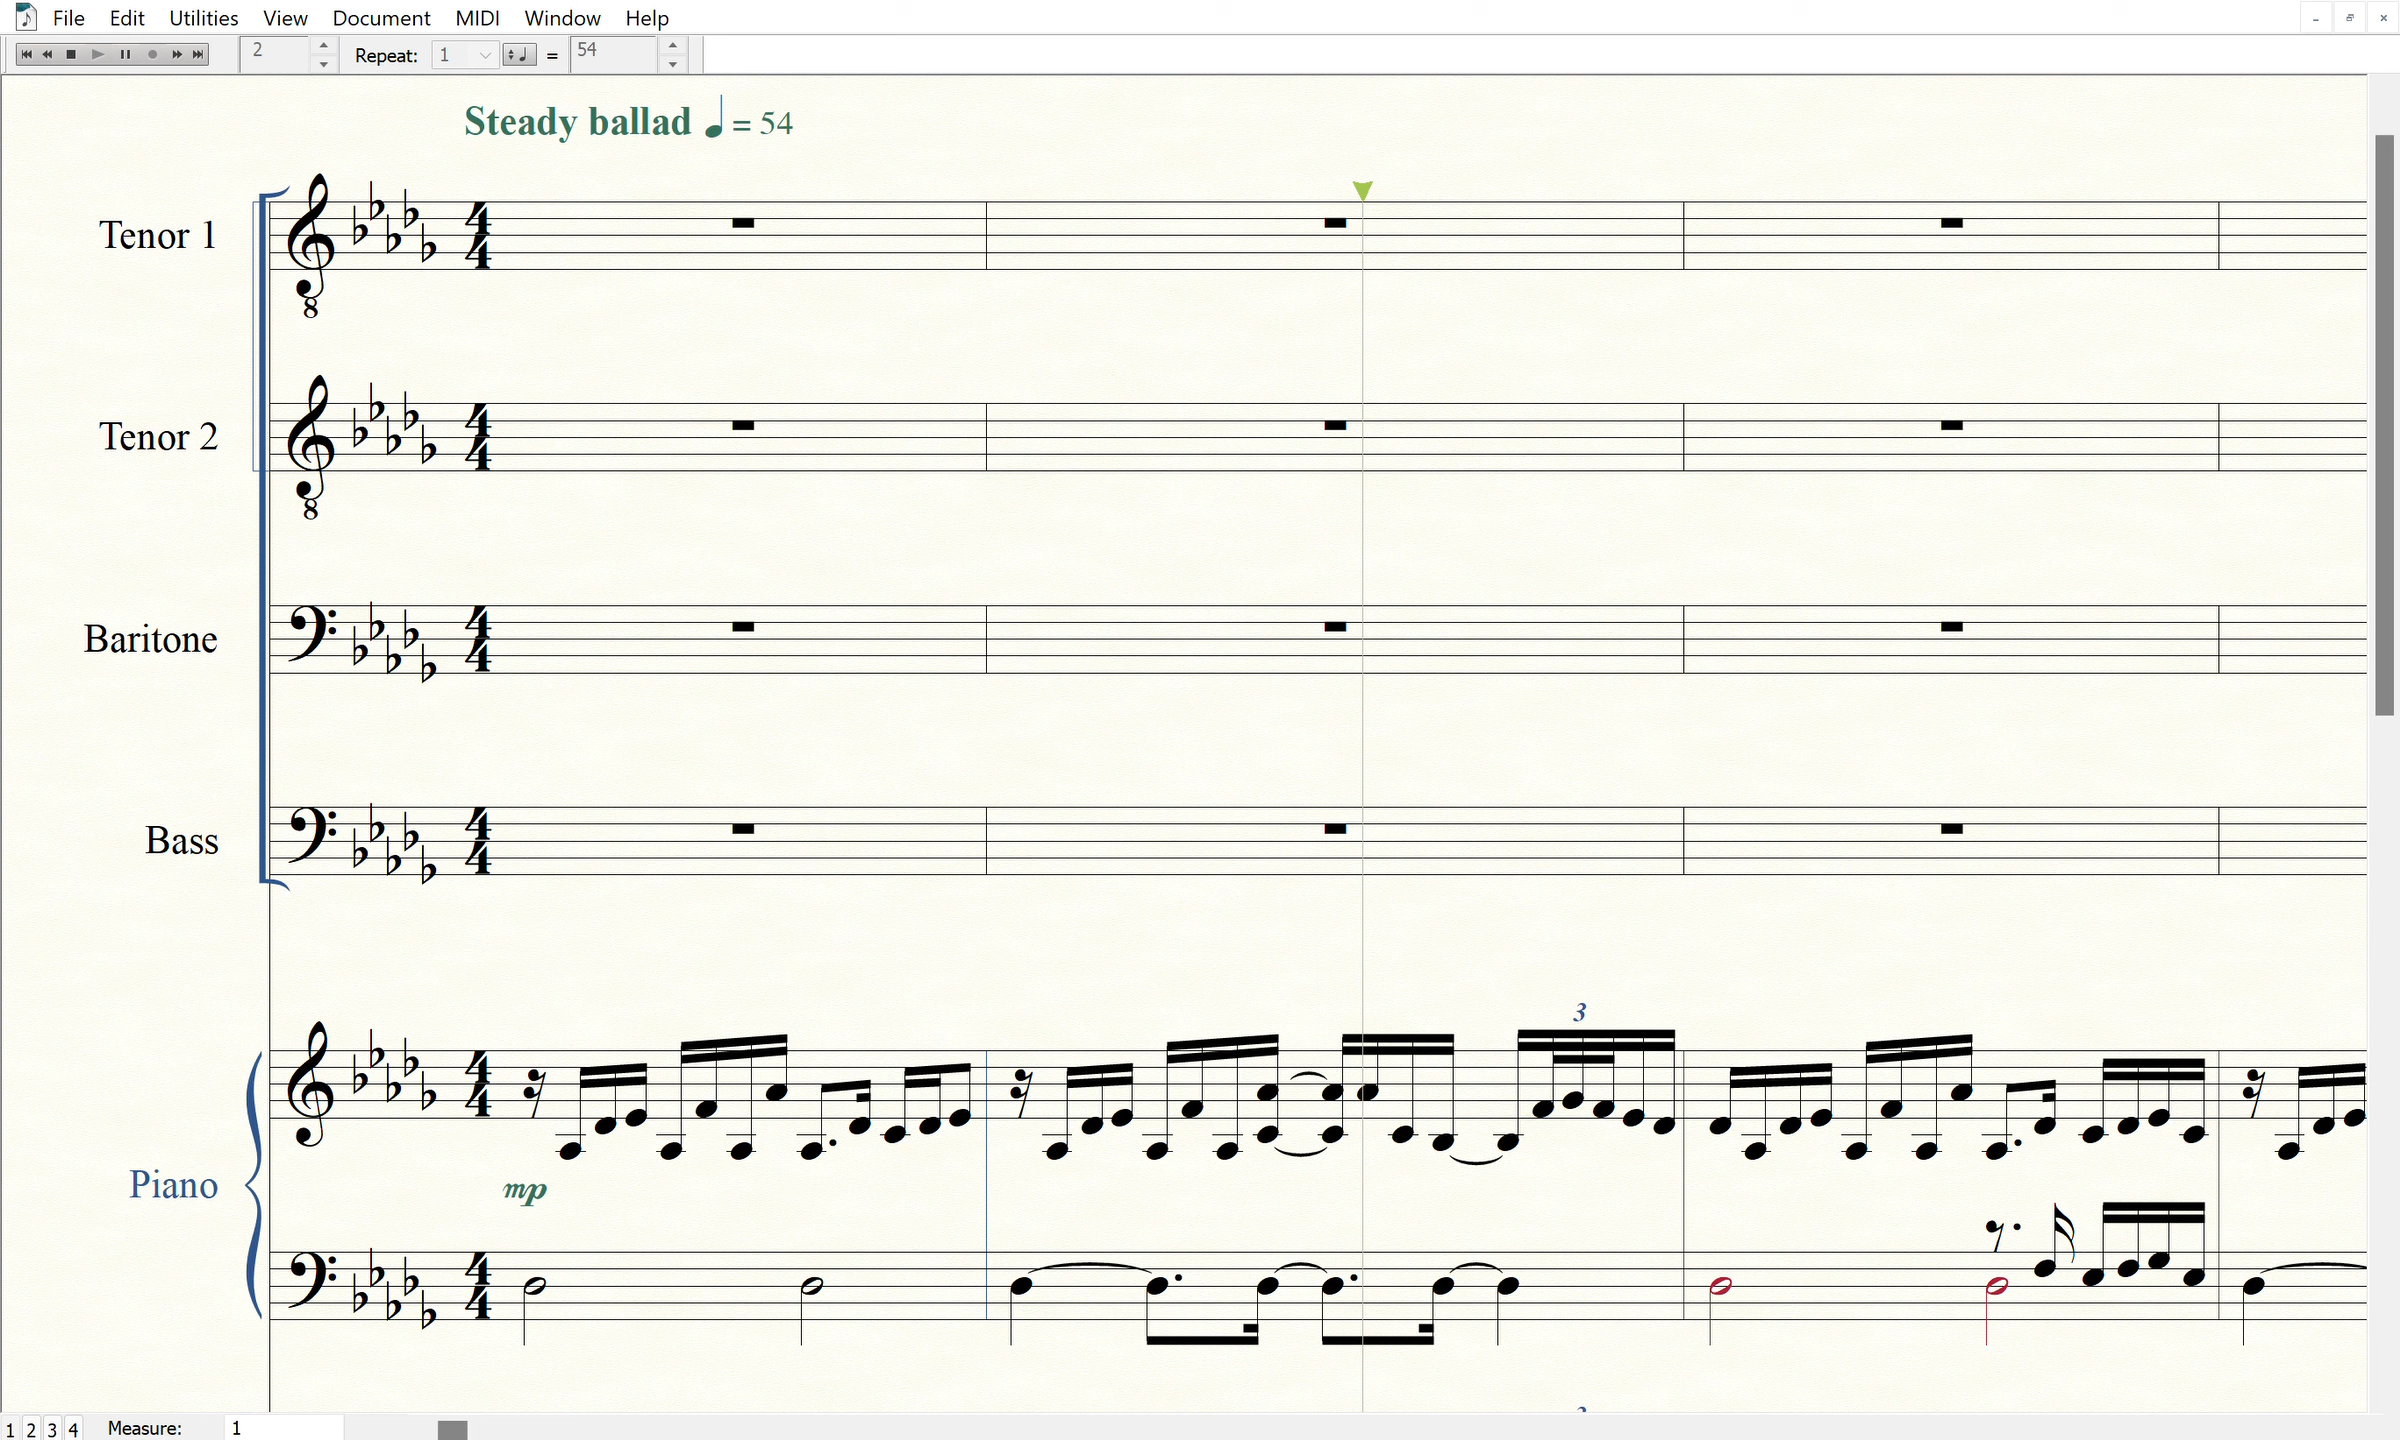 File Edit Utilities View Document MIDI Window Help
2 Repeat: 1 = 54
Steady ballad ♩ = 54
Tenor 1
8
Tenor 2
8
Baritone
Bass
3
Piano
mp
1 2 3 4 Measure: 1